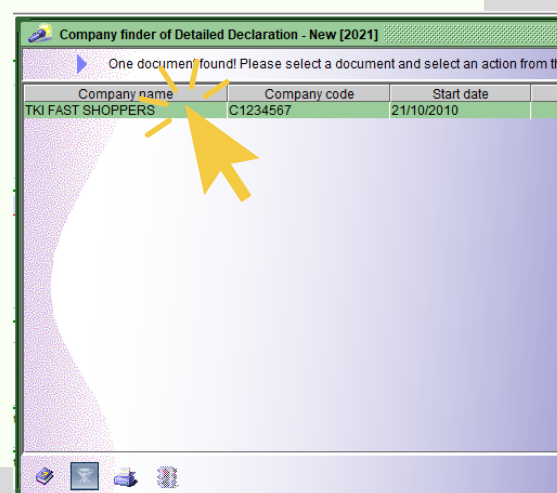 Company finder of Detailed Declaration - New [2021]
One document found! Please select a document and select an action from
Company name Company code Start date
TKI FAST SHOPPERS C1234567 21/10/2010